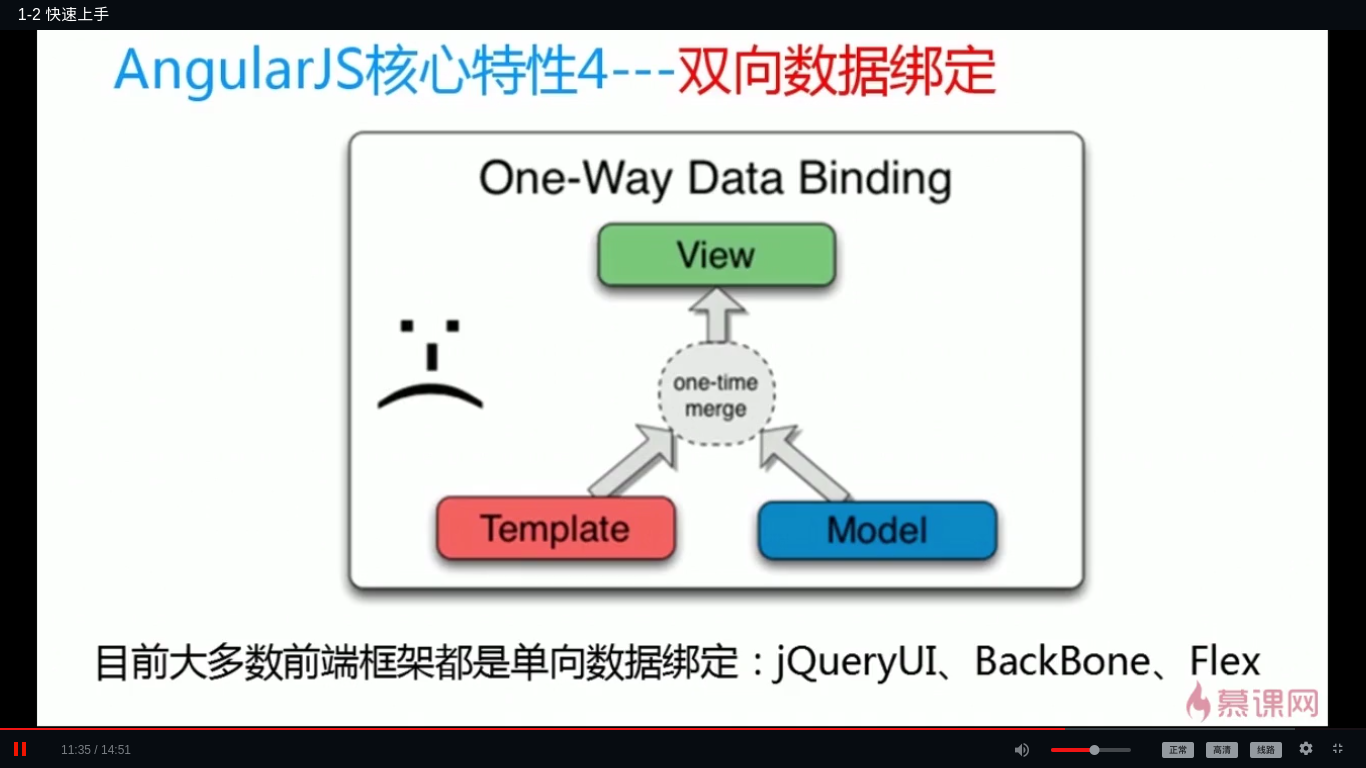 1-2 快速上手
AngularJS核心特性4---双向数据绑定
One-Way Data Binding
View
one-time
merge
Template
Model
目前大多数前端框架都是单向数据绑定：jQueryUI、BackBone、Flex
慕课网
11:35 / 14:51
正常
高清
线路